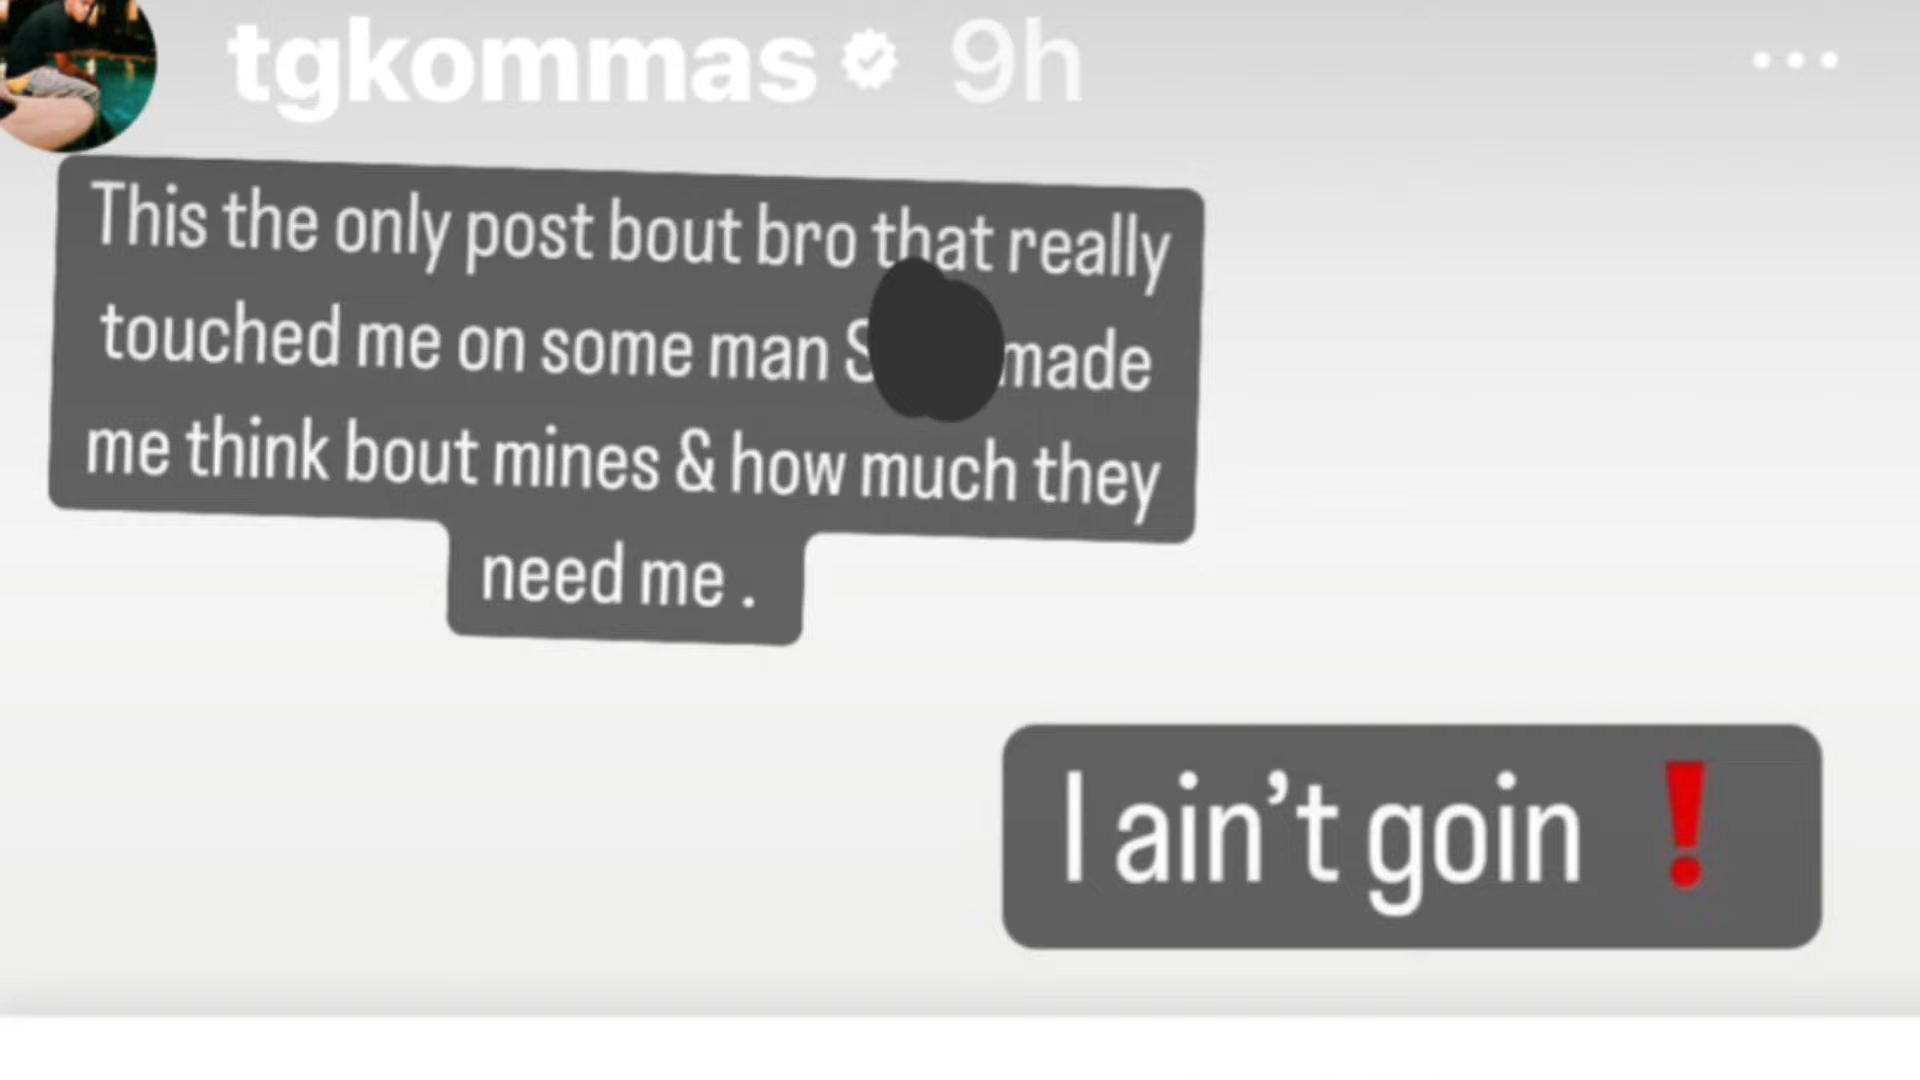 tgkommas 9h
This the only post bout bro that really
touched me on some man made
me think bout mines & how much they
need me .
I ain't goin ❗